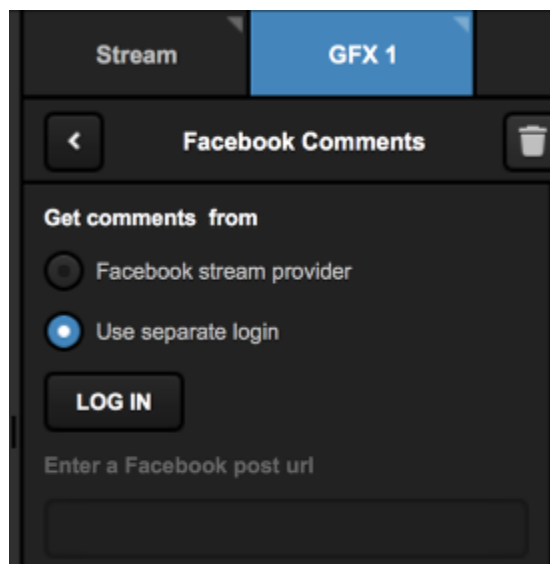 Stream GFX 1
Facebook Comments
Get comments from
Facebook stream provider
Use separate login
LOG IN
Enter a Facebook post url